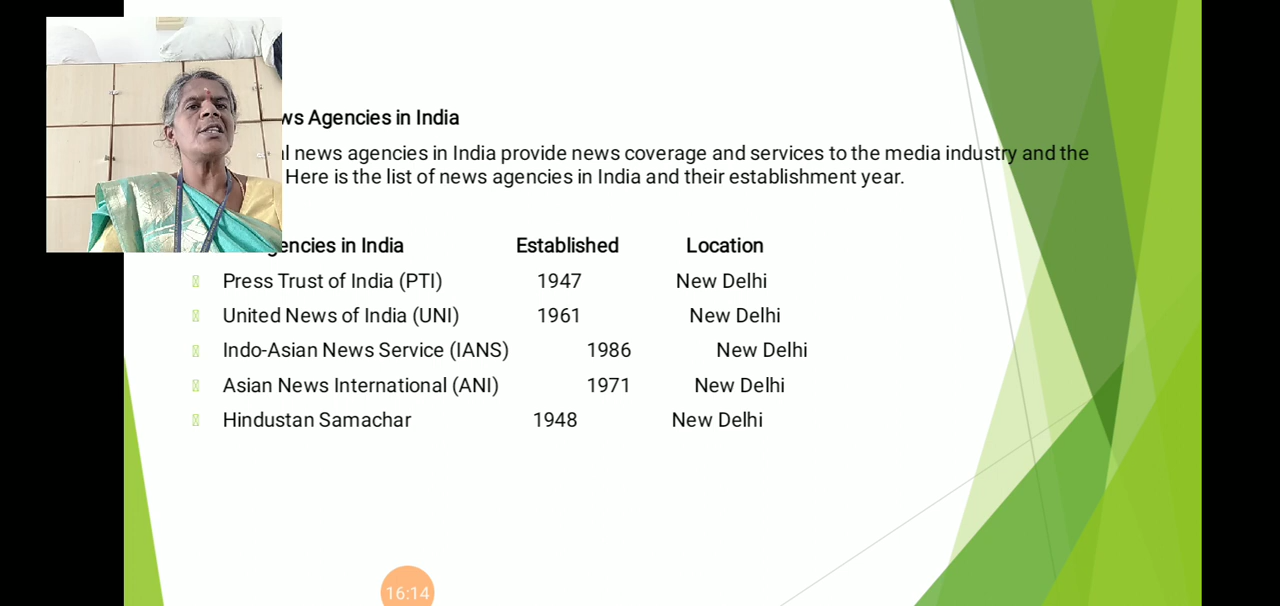 ws Agencies in India
news agencies in India provide news coverage and services to the media industry and the
Here is the list of news agencies in India and their establishment year.
encies in India Established Location
Press Trust of India (PTI) 1947 New Delhi
United News of India (UNI) 1961 New Delhi
Indo-Asian News Service (IANS) 1986 New Delhi
Asian News International (ANI) 1971 New Delhi
Hindustan Samachar 1948 New Delhi
16:14